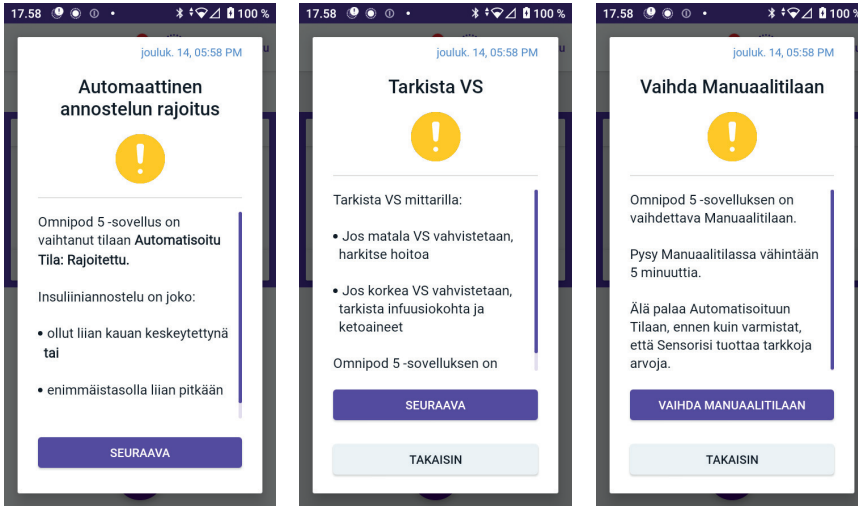 17.58 100 %
jouluk. 14, 05:58 PM
Automaattinen
annostelun rajoitus
Omnipod 5 -sovellus on
vaihtanut tilaan Automatisoitu
Tila: Rajoitettu.
Insuliiniannostelu on joko:
• ollut liian kauan keskeytettynä
tai
• enimmäistasolla liian pitkään
SEURAAVA
17.58 100 %
jouluk. 14, 05:58 PM
Tarkista VS
Tarkista VS mittarilla:
• Jos matala VS vahvistetaan,
harkitse hoitoa
• Jos korkea VS vahvistetaan,
tarkista infuusiokohta ja
ketoaineet
Omnipod 5 -sovelluksen on
SEURAAVA
TAKAISIN
17.58 100 %
jouluk. 14, 05:58 PM
Vaihda Manuaalitilaan
Omnipod 5 -sovelluksen on
vaihdettava Manuaalitilaan.
Pysy Manuaalitilassa vähintään
5 minuuttia.
Älä palaa Automatisoituun
Tilaan, ennen kuin varmistat,
että Sensorisi tuottaa tarkkoja
arvoja.
VAIHDA MANUAALITILAAN
TAKAISIN